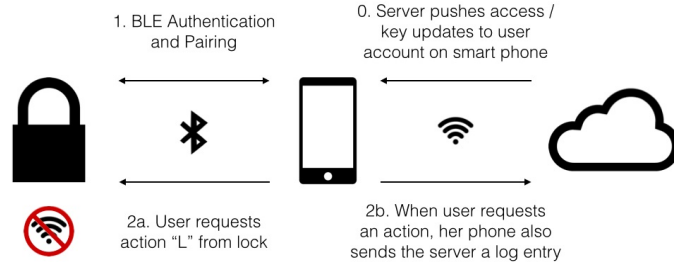 1. BLE Authentication
and Pairing
0. Server pushes access /
key updates to user
account on smart phone
2a. User requests
action “L” from lock
2b. When user requests
an action, her phone also
sends the server a log entry